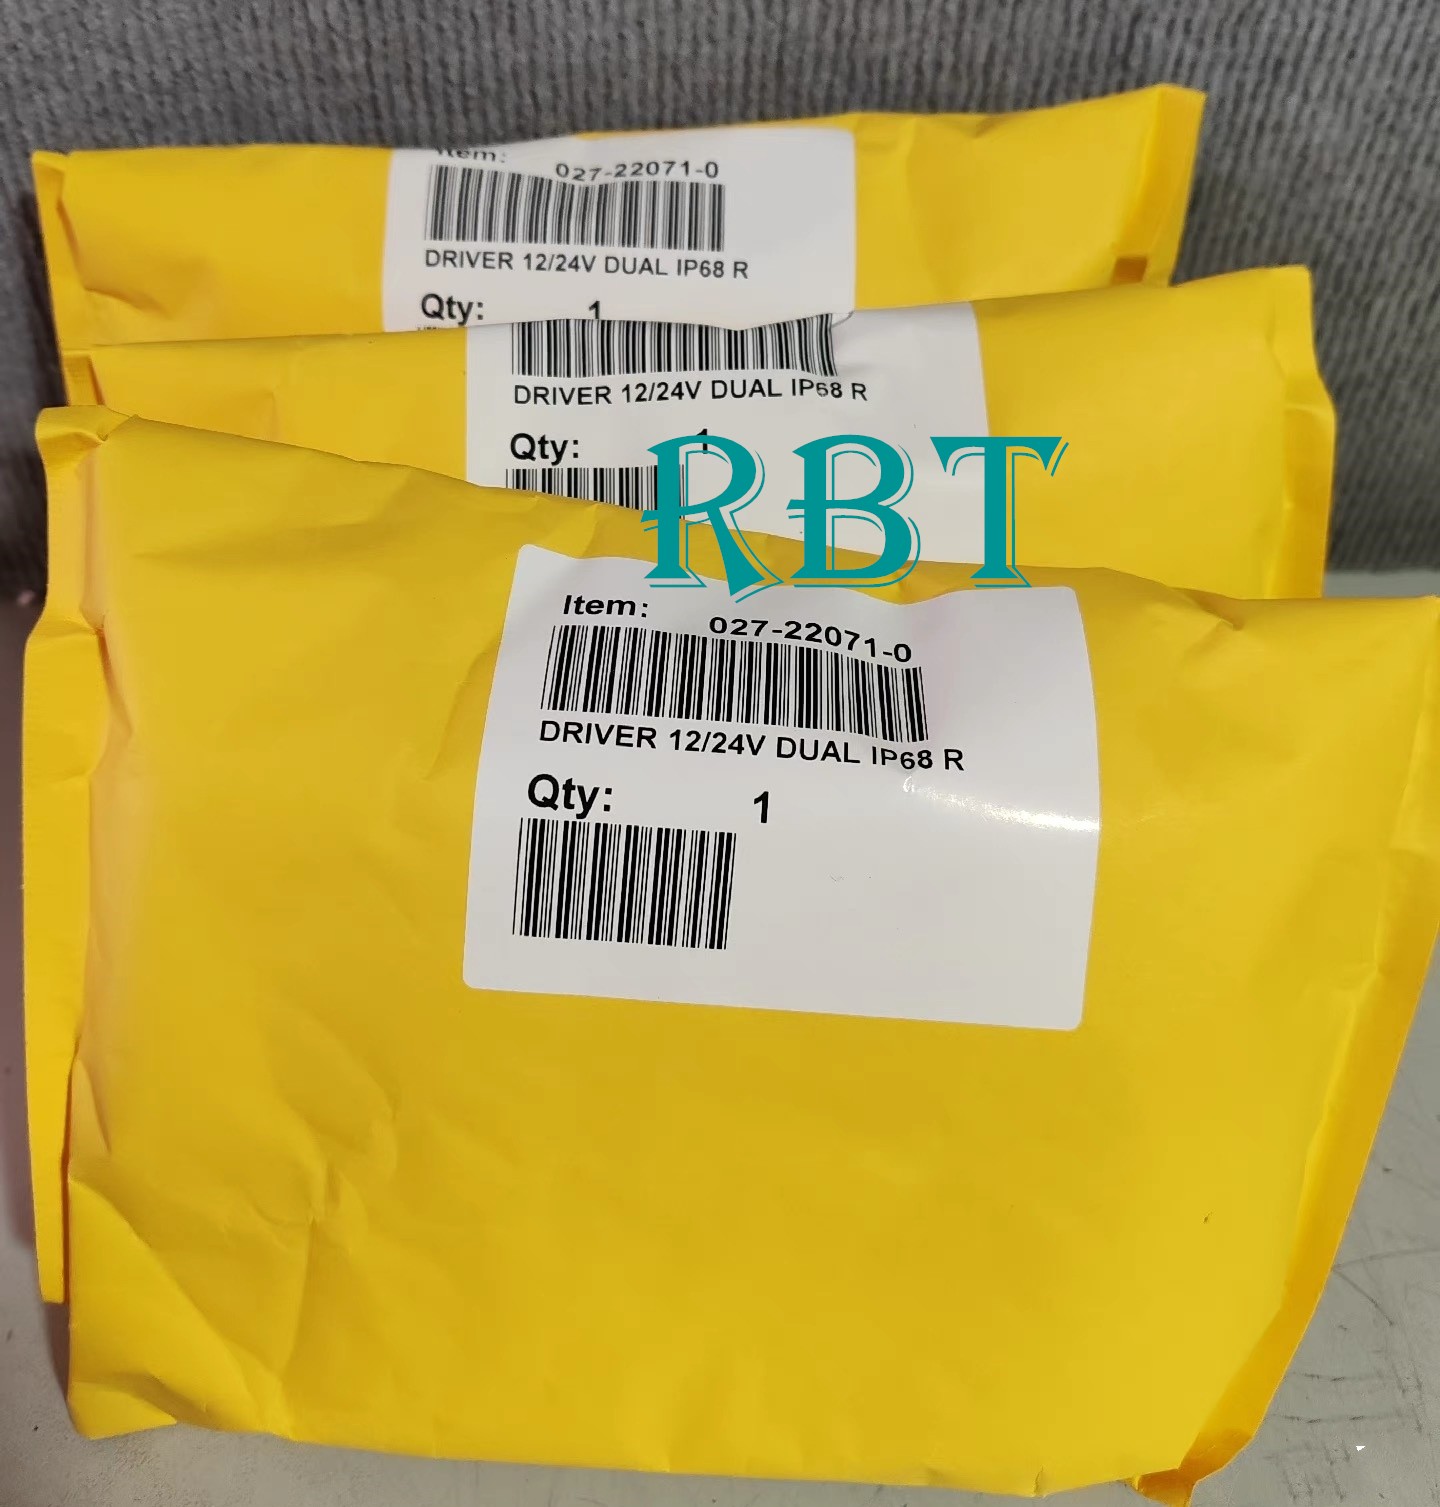 Item:
027-22071-0
DRIVER 12/24V DUAL IP68 R
Qty: 1
DRIVER 12/24V DUAL IP68 R
Qty: 1
RBT
Item: 027-22071-0
DRIVER 12/24V DUAL IP68 R
Qty: 1